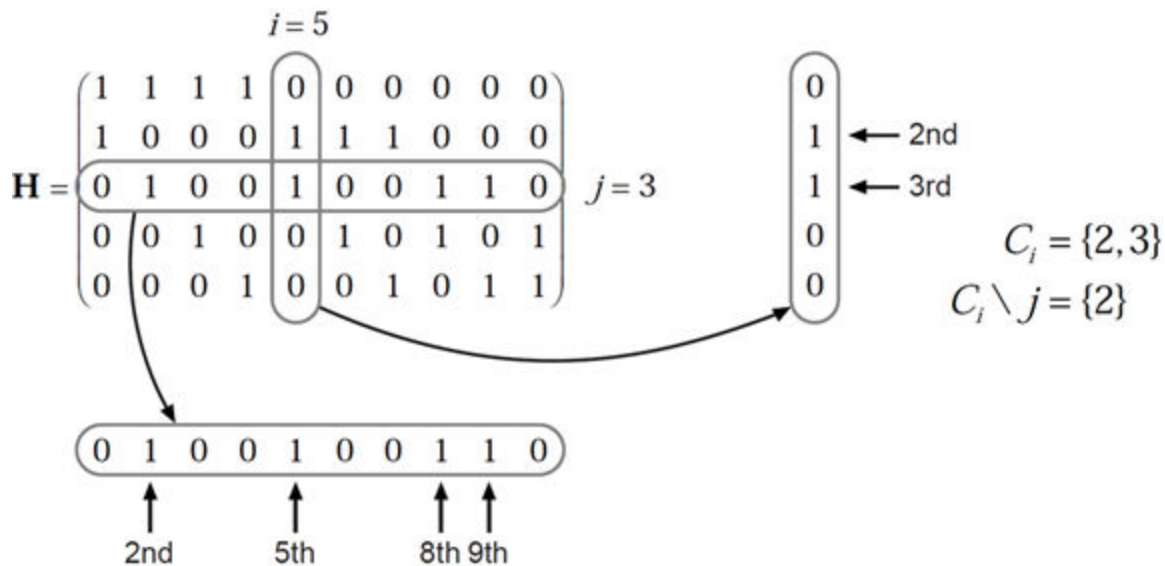 i = 5
1 1 1 1 0 0 0 0 0 0
1 0 0 0 1 1 1 0 0 0
H = 0 1 0 0 1 0 0 1 1 0 j = 3
0 0 1 0 0 1 0 1 0 1
0 0 0 1 0 0 1 0 1 1
0
1 2nd
1 3rd
0
0
C_i = {2,3}
C_i \ j = {2}
0 1 0 0 1 0 0 1 1 0
2nd 5th 8th 9th